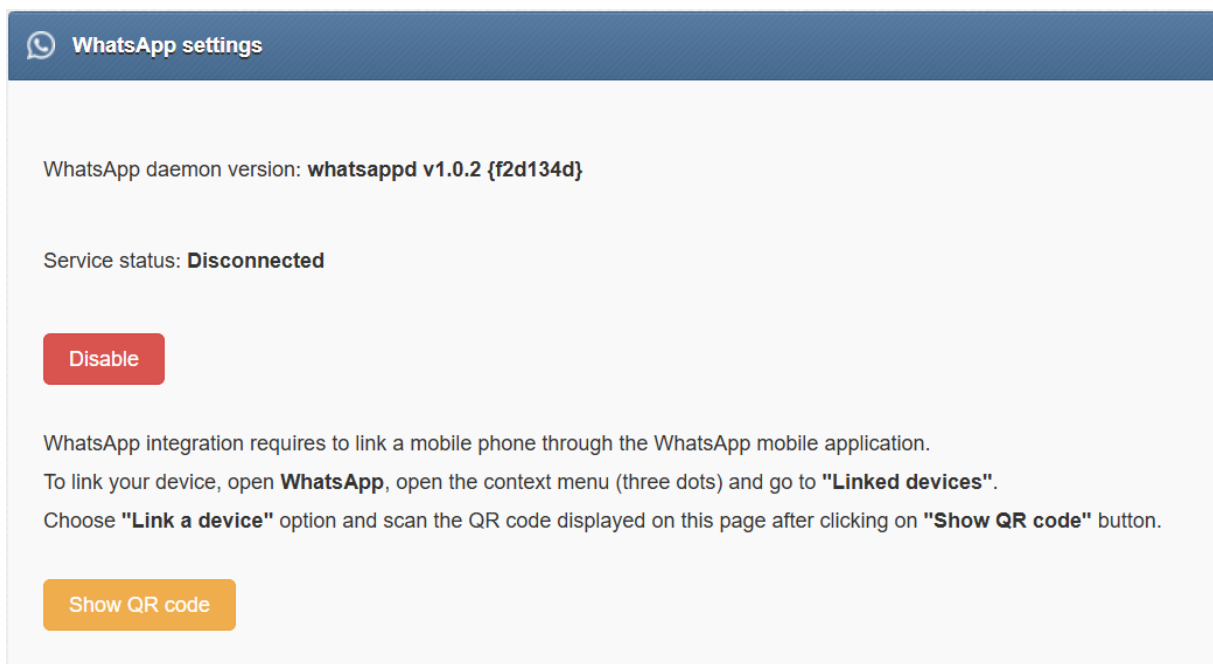 WhatsApp settings
WhatsApp daemon version: whatsappd v1.0.2 {f2d134d}
Service status: Disconnected
Disable
WhatsApp integration requires to link a mobile phone through the WhatsApp mobile application.
To link your device, open WhatsApp, open the context menu (three dots) and go to "Linked devices".
Choose "Link a device" option and scan the QR code displayed on this page after clicking on "Show QR code" button.
Show QR code